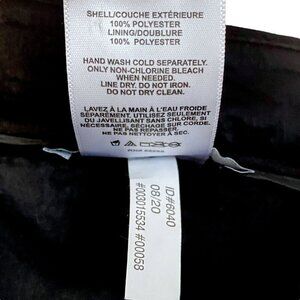 SHELL/COUCHE EXTÉRIEURE
100% POLYESTER
LINING/DOUBLURE
100% POLYESTER
HAND WASH COLD SEPARATELY.
ONLY NON-CHLORINE BLEACH
WHEN NEEDED.
LINE DRY. DO NOT IRON.
DO NOT DRY CLEAN.
LAVEZ À LA MAIN À L'EAU FROIDE
SÉPARÉMENT. UTILISEZ SEULEMENT
UN JAVELLISANT SANS CHLORE, SI
NÉCESSAIRE. SÉCHAGE SUR CORDE.
NE PAS REPASSER.
NE PAS NETTOYER À SEC.
ID#6040
08/20
#003015534 #00058